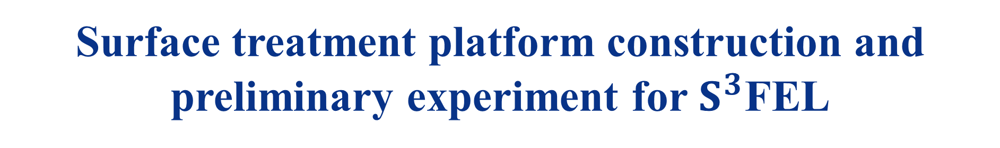 Surface treatment platform construction and
preliminary experiment for S³FEL